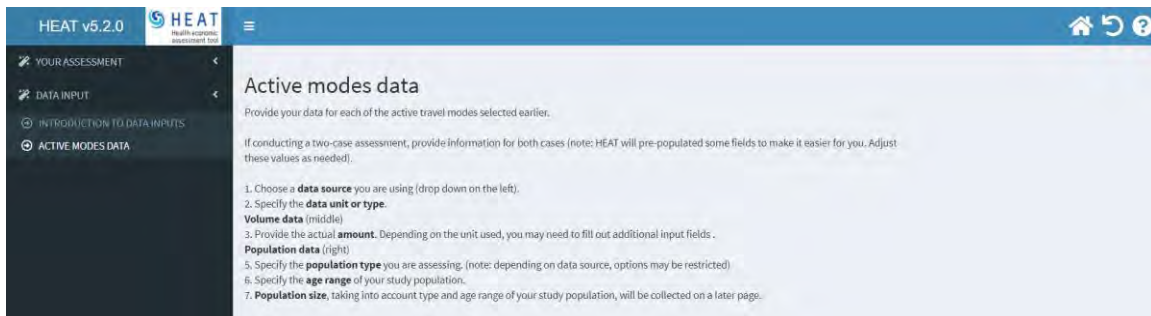 HEAT v5.2.0
HEAT
Health economic
assessment tool
YOUR ASSESSMENT
DATA INPUT
INTRODUCTION TO DATA INPUTS
ACTIVE MODES DATA
Active modes data
Provide your data for each of the active travel modes selected earlier.
If conducting a two-case assessment, provide information for both cases (note: HEAT will pre-populated some fields to make it easier for you. Adjust
these values as needed).
1. Choose a data source you are using (drop down on the left).
2. Specify the data unit or type.
Volume data (middle)
3. Provide the actual amount. Depending on the unit used, you may need to fill out additional input fields .
Population data (right)
5. Specify the population type you are assessing. (note: depending on data source, options may be restricted)
6. Specify the age range of your study population.
7. Population size, taking into account type and age range of your study population, will be collected on a later page.